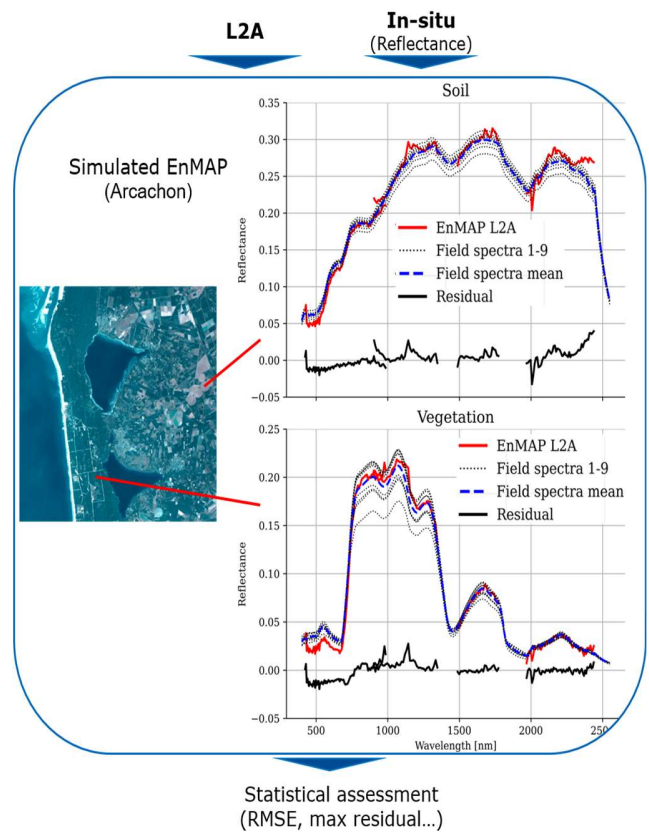 L2A
In-situ
(Reflectance)
Simulated EnMAP
(Arcachon)
Soil
0.35
0.30
0.25
0.20
0.15
0.10
0.05
0.00
−0.05
Reflectance
EnMAP L2A
Field spectra 1-9
Field spectra mean
Residual
Vegetation
0.25
0.20
0.15
0.10
0.05
0.00
−0.05
Reflectance
EnMAP L2A
Field spectra 1-9
Field spectra mean
Residual
500 1000 1500 2000 250
Wavelength [nm]
Statistical assessment
(RMSE, max residual...)